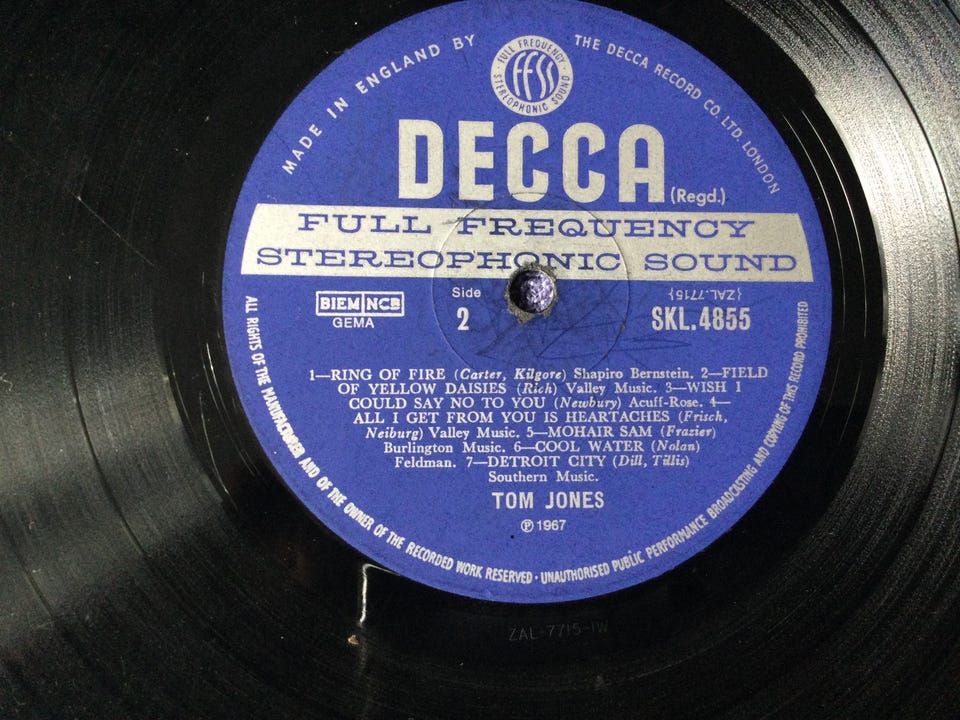 MADE IN ENGLAND BY
THE DECCA RECORD CO. LTD. LONDON
FULL FREQUENCY
FFSS
STEREOPHONIC SOUND
DECCA (Regd.)
FULL FREQUENCY
STEREOPHONIC SOUND
BIEM NCB
GEMA
Side
2
{ZAL.7715}
SKL.4855
1—RING OF FIRE (Carter, Kilgore) Shapiro Bernstein. 2—FIELD
OF YELLOW DAISIES (Rich) Valley Music. 3—WISH I
COULD SAY NO TO YOU (Newbury) Acuff-Rose. 4—
ALL I GET FROM YOU IS HEARTACHES (Frisch,
Neiburg) Valley Music. 5—MOHAIR SAM (Frazier)
Burlington Music. 6—COOL WATER (Nolan)
Feldman. 7—DETROIT CITY (Dill, Tillis)
Southern Music.
TOM JONES
℗ 1967
ALL RIGHTS OF THE MANUFACTURER AND OF THE OWNER OF THE RECORDED WORK RESERVED · UNAUTHORISED PUBLIC PERFORMANCE BROADCASTING AND COPYING OF THIS RECORD PROHIBITED
ZAL-7715-1W